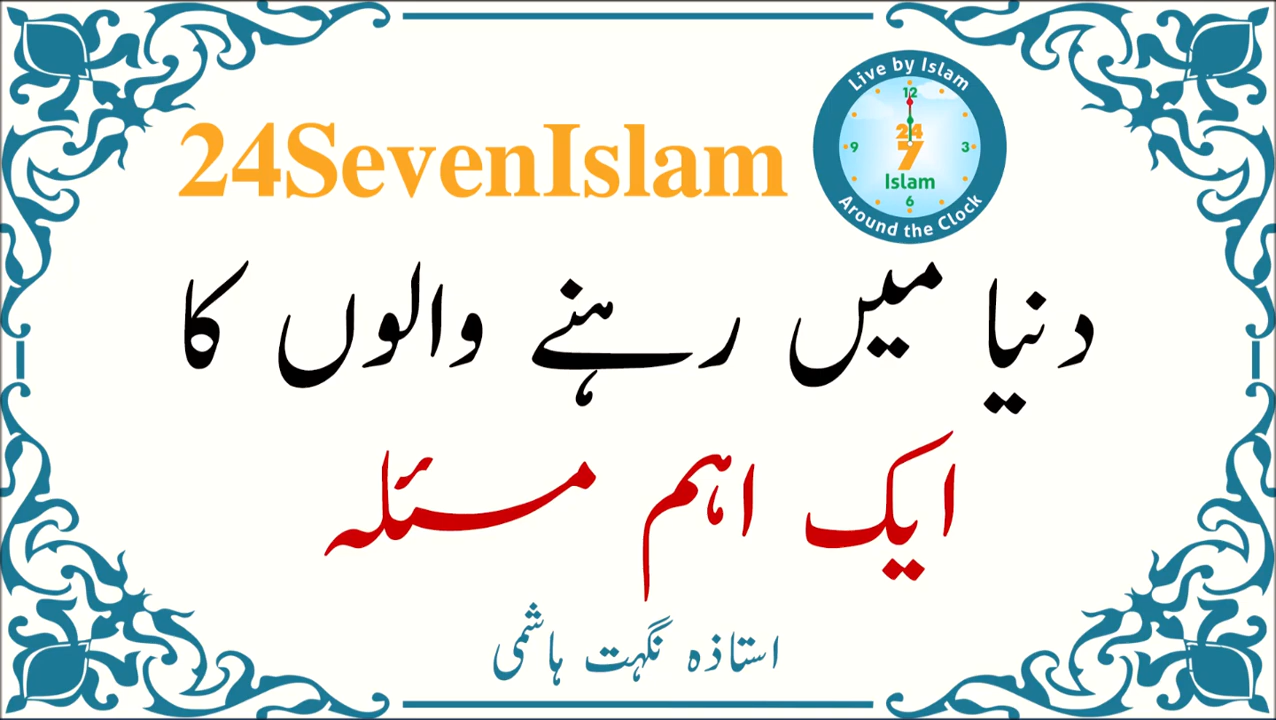 24SevenIslam
Live by Islam
12
9
3
24
7
Islam
6
Around the Clock
دنیا میں رہنے والوں کا
ایک اہم مسئلہ
استاذہ نگہت ہاشمی